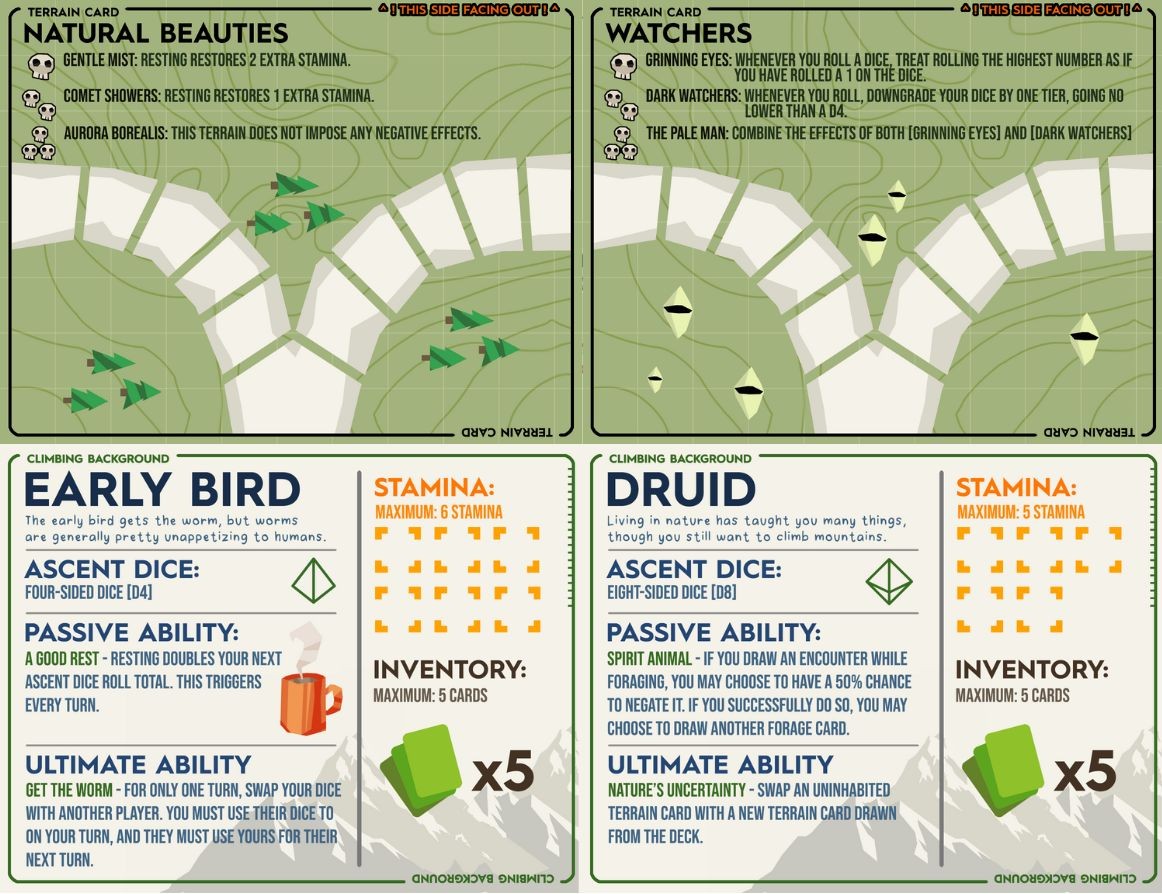 TERRAIN CARD
^ ! THIS SIDE FACING OUT ! ^
NATURAL BEAUTIES
GENTLE MIST: RESTING RESTORES 2 EXTRA STAMINA.
COMET SHOWERS: RESTING RESTORES 1 EXTRA STAMINA.
AURORA BOREALIS: THIS TERRAIN DOES NOT IMPOSE ANY NEGATIVE EFFECTS.
TERRAIN CARD
TERRAIN CARD
^ ! THIS SIDE FACING OUT ! ^
WATCHERS
GRINNING EYES: WHENEVER YOU ROLL A DICE, TREAT ROLLING THE HIGHEST NUMBER AS IF
YOU HAVE ROLLED A 1 ON THE DICE.
DARK WATCHERS: WHENEVER YOU ROLL, DOWNGRADE YOUR DICE BY ONE TIER, GOING NO
LOWER THAN A D4.
THE PALE MAN: COMBINE THE EFFECTS OF BOTH [GRINNING EYES] AND [DARK WATCHERS]
TERRAIN CARD
CLIMBING BACKGROUND
EARLY BIRD
The early bird gets the worm, but worms
are generally pretty unappetizing to humans.
ASCENT DICE:
FOUR-SIDED DICE [D4]
PASSIVE ABILITY:
A GOOD REST - RESTING DOUBLES YOUR NEXT
ASCENT DICE ROLL TOTAL. THIS TRIGGERS
EVERY TURN.
ULTIMATE ABILITY
GET THE WORM - FOR ONLY ONE TURN, SWAP YOUR DICE
WITH ANOTHER PLAYER. YOU MUST USE THEIR DICE TO
ON YOUR TURN, AND THEY MUST USE YOURS FOR THEIR
NEXT TURN.
STAMINA:
MAXIMUM: 6 STAMINA
INVENTORY:
MAXIMUM: 5 CARDS
x5
CLIMBING BACKGROUND
CLIMBING BACKGROUND
DRUID
Living in nature has taught you many things,
though you still want to climb mountains.
ASCENT DICE:
EIGHT-SIDED DICE [D8]
PASSIVE ABILITY:
SPIRIT ANIMAL - IF YOU DRAW AN ENCOUNTER WHILE
FORAGING, YOU MAY CHOOSE TO HAVE A 50% CHANCE
TO NEGATE IT. IF YOU SUCCESSFULLY DO SO, YOU MAY
CHOOSE TO DRAW ANOTHER FORAGE CARD.
ULTIMATE ABILITY
NATURE'S UNCERTAINTY - SWAP AN UNINHABITED
TERRAIN CARD WITH A NEW TERRAIN CARD DRAWN
FROM THE DECK.
STAMINA:
MAXIMUM: 5 STAMINA
INVENTORY:
MAXIMUM: 5 CARDS
x5
CLIMBING BACKGROUND